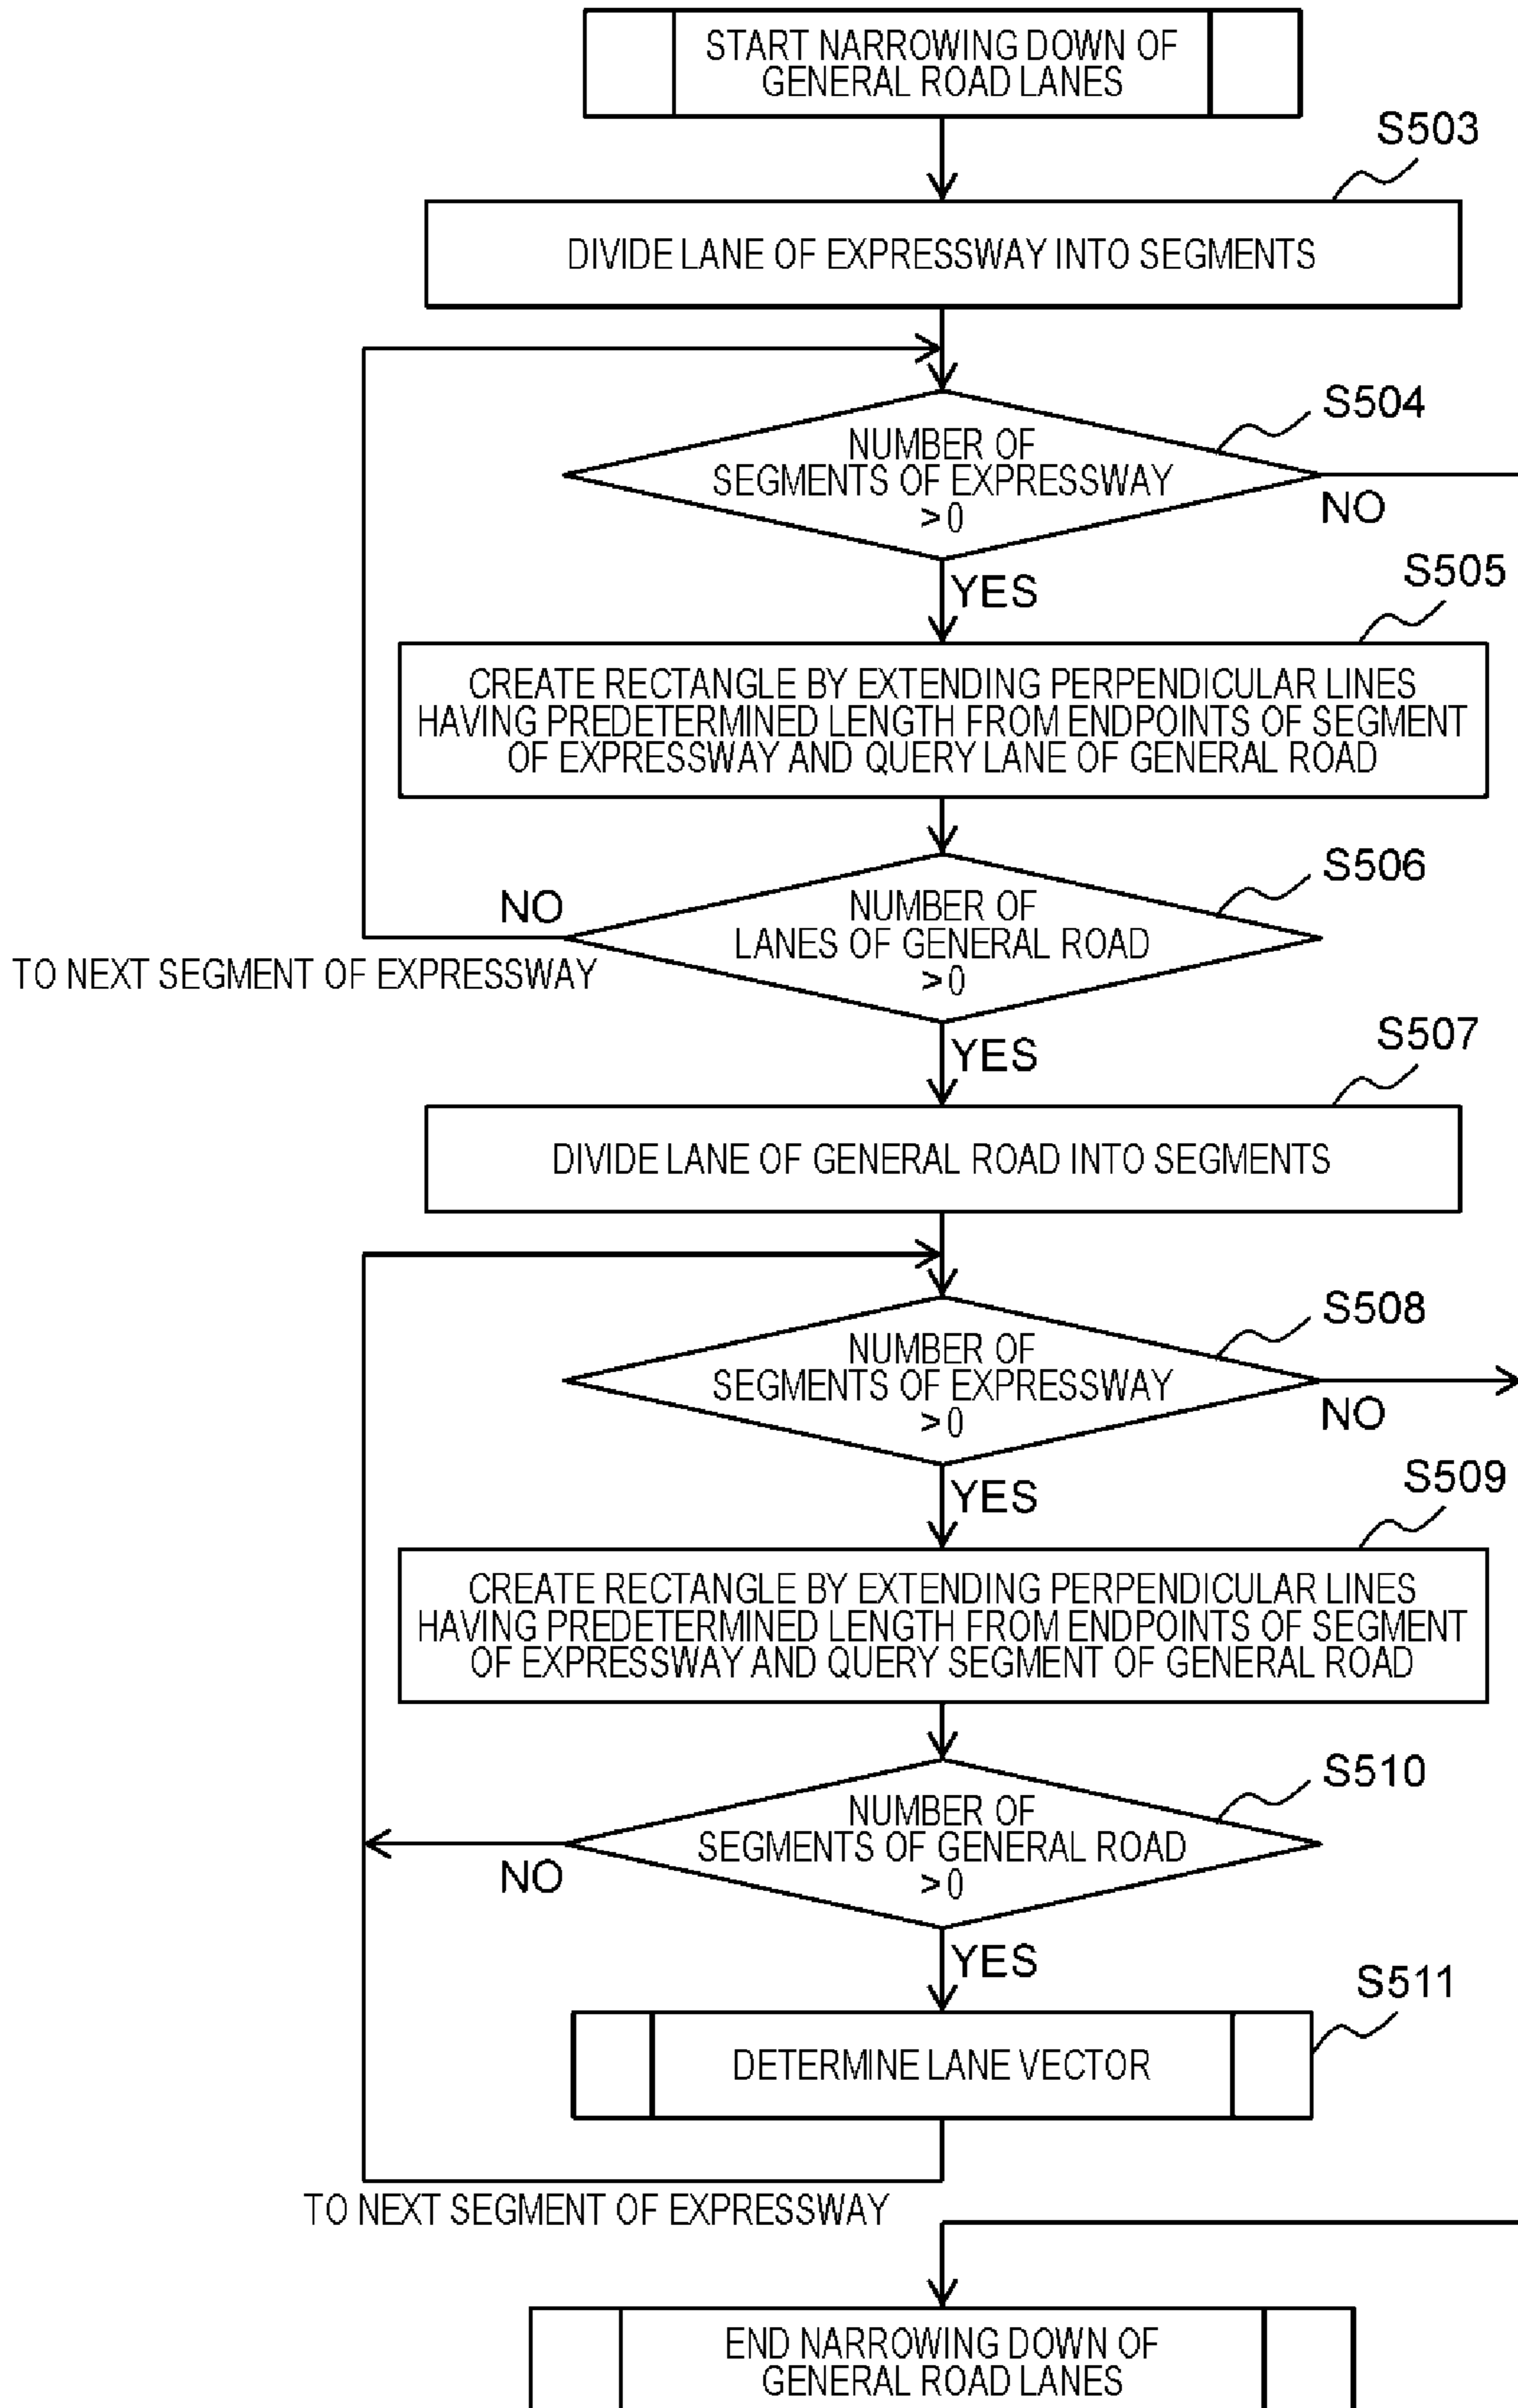 START NARROWING DOWN OF
GENERAL ROAD LANES
S503
DIVIDE LANE OF EXPRESSWAY INTO SEGMENTS
S504
NUMBER OF
SEGMENTS OF EXPRESSWAY
>0
NO
YES
S505
CREATE RECTANGLE BY EXTENDING PERPENDICULAR LINES
HAVING PREDETERMINED LENGTH FROM ENDPOINTS OF SEGMENT
OF EXPRESSWAY AND QUERY LANE OF GENERAL ROAD
S506
NUMBER OF
LANES OF GENERAL ROAD
>0
NO
TO NEXT SEGMENT OF EXPRESSWAY
YES
S507
DIVIDE LANE OF GENERAL ROAD INTO SEGMENTS
S508
NUMBER OF
SEGMENTS OF EXPRESSWAY
>0
NO
YES
S509
CREATE RECTANGLE BY EXTENDING PERPENDICULAR LINES
HAVING PREDETERMINED LENGTH FROM ENDPOINTS OF SEGMENT
OF EXPRESSWAY AND QUERY SEGMENT OF GENERAL ROAD
S510
NUMBER OF
SEGMENTS OF GENERAL ROAD
>0
NO
YES
S511
DETERMINE LANE VECTOR
TO NEXT SEGMENT OF EXPRESSWAY
END NARROWING DOWN OF
GENERAL ROAD LANES